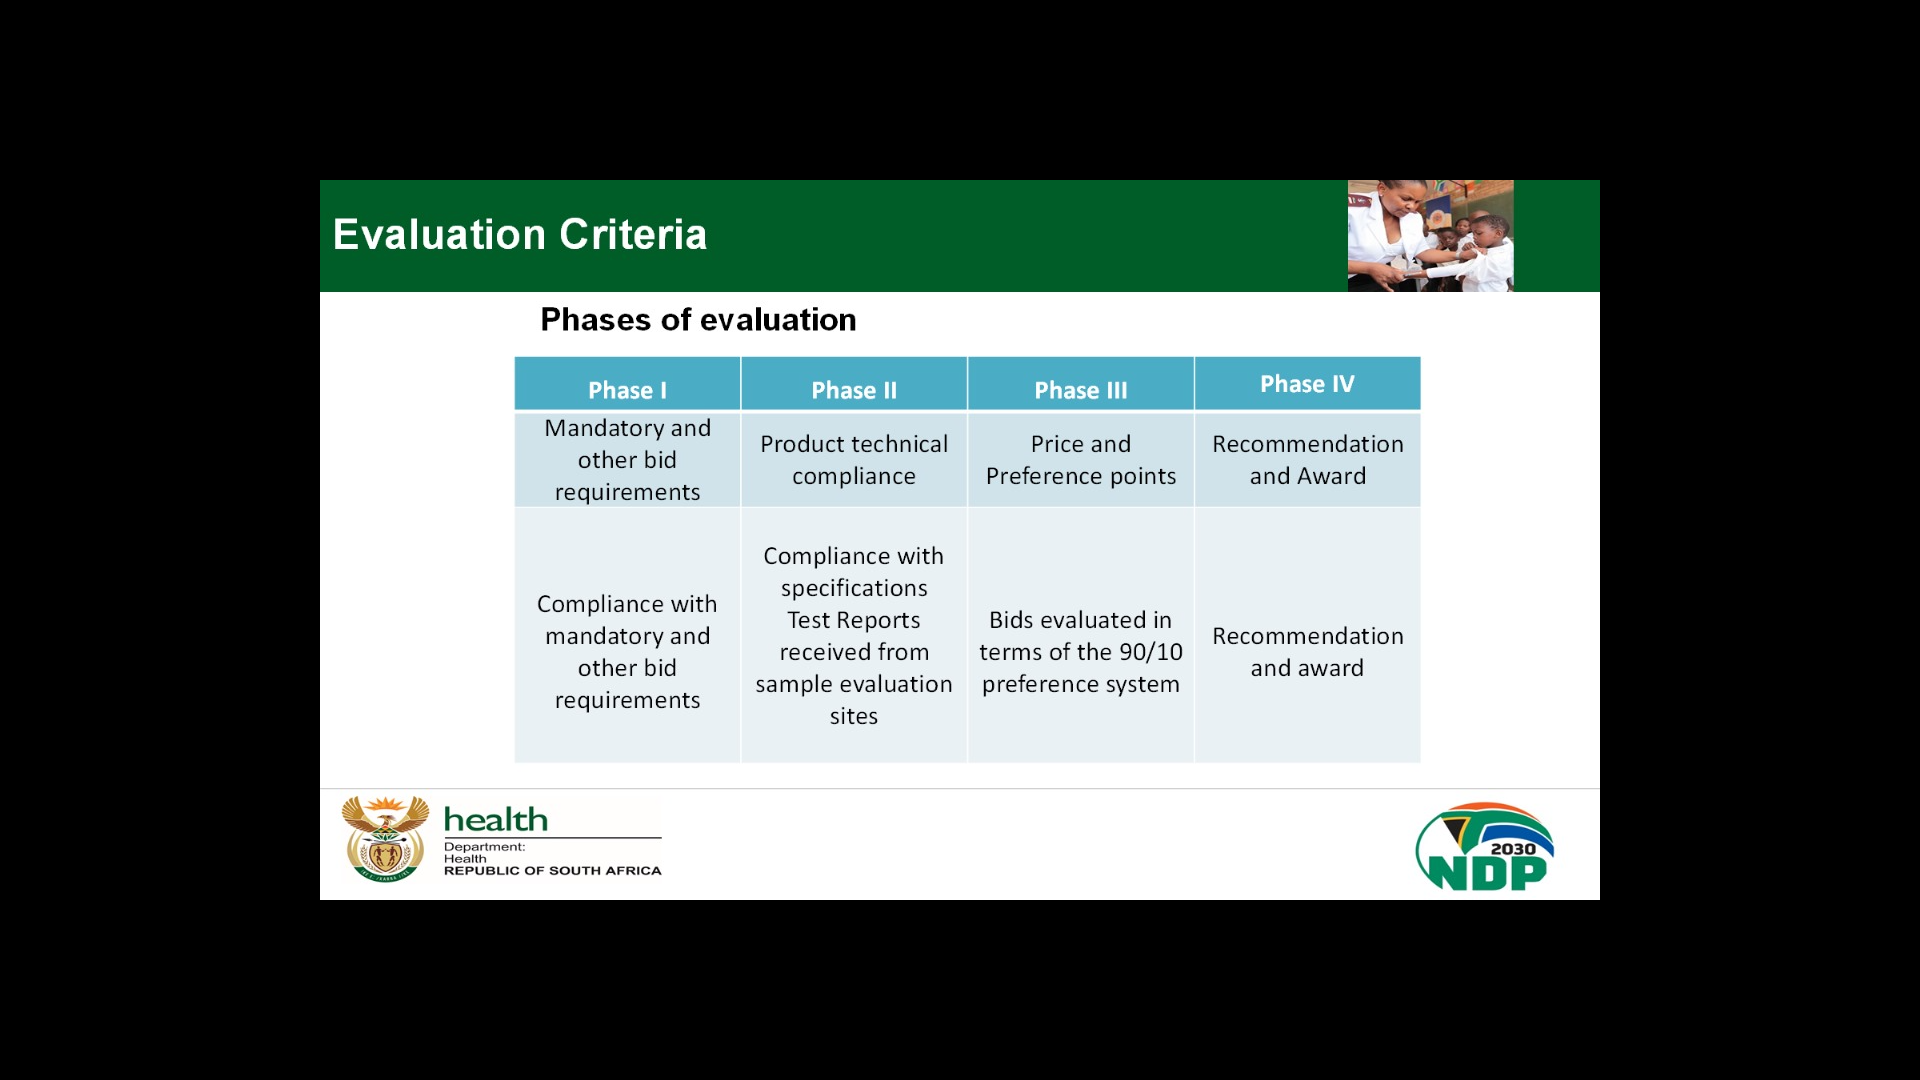 Evaluation Criteria
Phases of evaluation
Phase I
Phase II
Phase III
Phase IV
Mandatory and
other bid
requirements
Product technical
compliance
Price and
Preference points
Recommendation
and Award
Compliance with
mandatory and
other bid
requirements
Compliance with
specifications
Test Reports
received from
sample evaluation
sites
Bids evaluated in
terms of the 90/10
preference system
Recommendation
and award
health
Department:
Health
REPUBLIC OF SOUTH AFRICA
2030
NDP